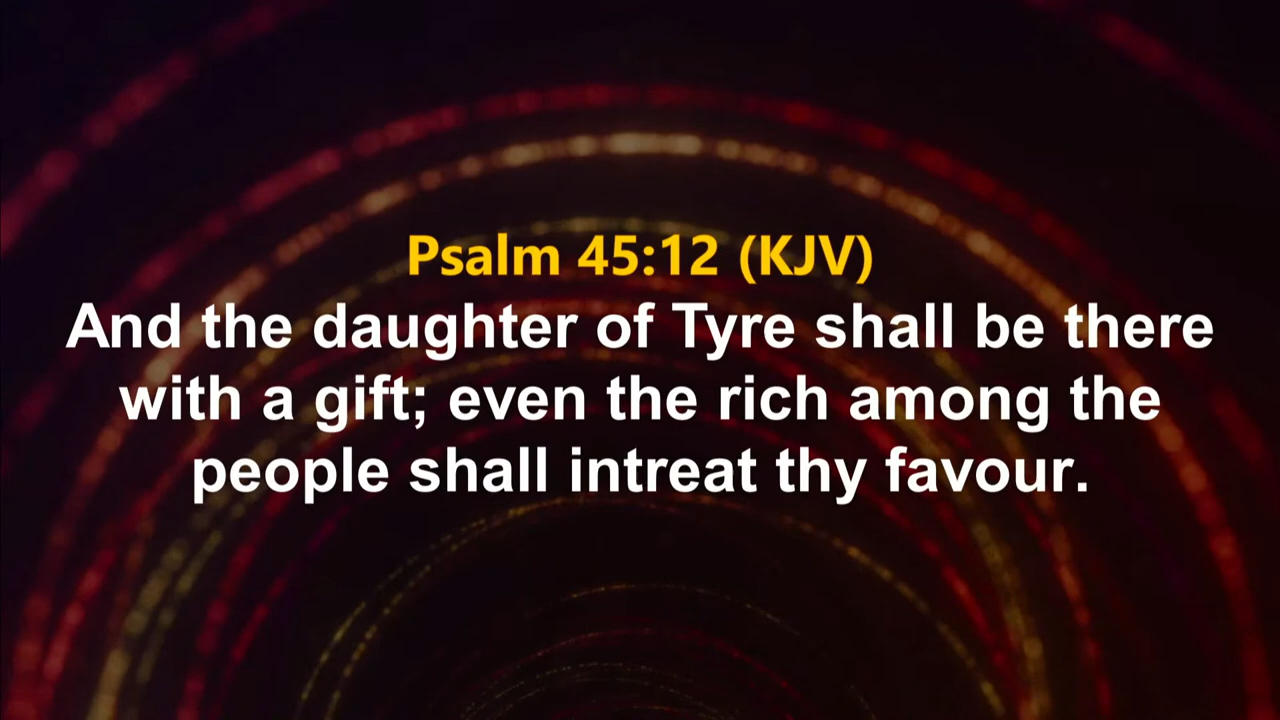 Psalm 45:12 (KJV)
And the daughter of Tyre shall be there
with a gift; even the rich among the
people shall intreat thy favour.